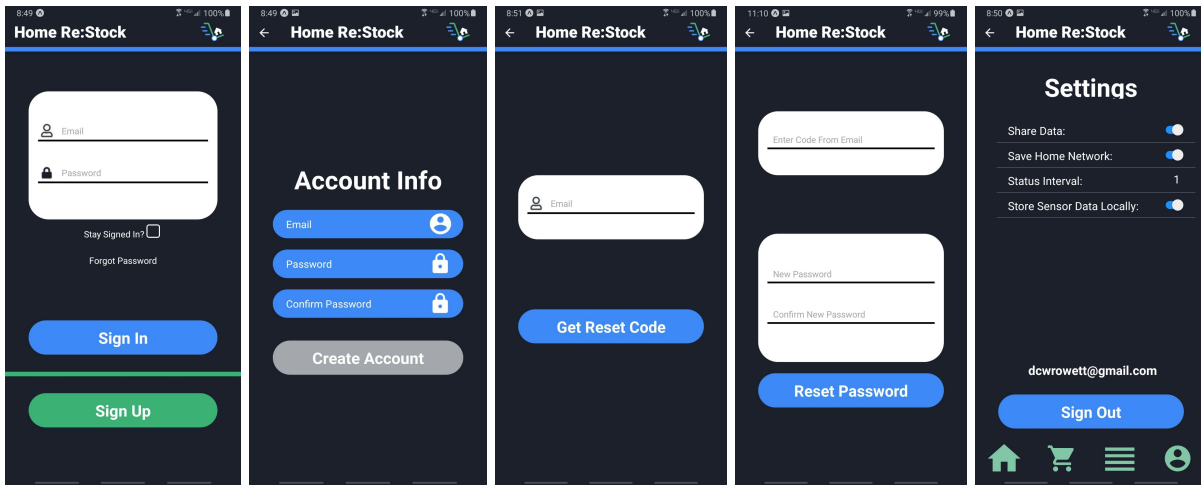 8:49
100%
Home Re:Stock
Email
Password
Stay Signed In?
Forgot Password
Sign In
Sign Up
8:49
100%
Home Re:Stock
Account Info
Email
Password
Confirm Password
Create Account
8:51
100%
Home Re:Stock
Email
Get Reset Code
11:10
99%
Home Re:Stock
Enter Code From Email
New Password
Confirm New Password
Reset Password
8:50
100%
Home Re:Stock
Settings
Share Data:
Save Home Network:
Status Interval: 1
Store Sensor Data Locally:
dcwrowett@gmail.com
Sign Out